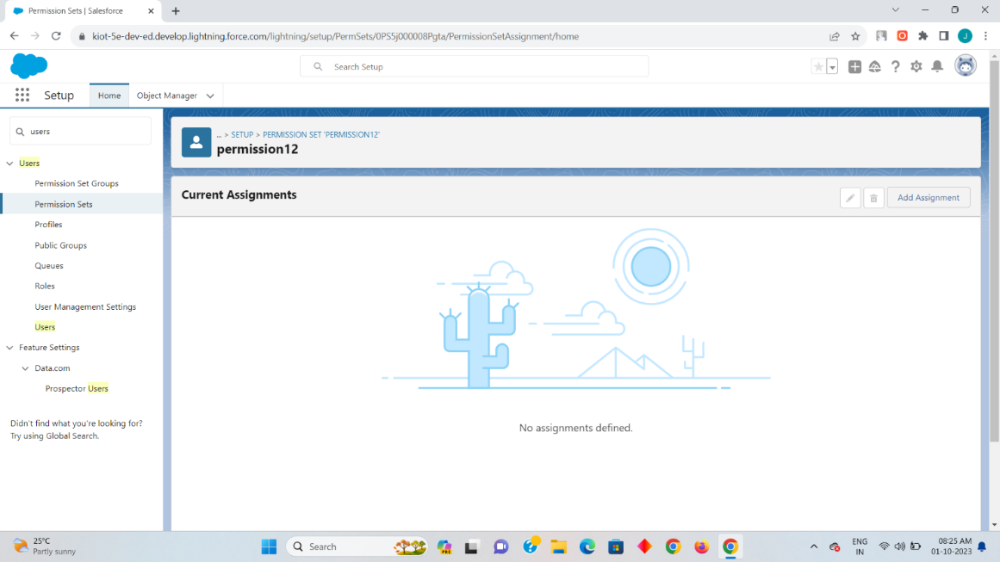 Permission Sets | Salesforce
kiot-5e-dev-ed.develop.lightning.force.com/lightning/setup/PermSets/0PS5j000008Pgta/PermissionSetAssignment/home
J
Search Setup
Setup
Home
Object Manager
users
Users
Permission Set Groups
Permission Sets
Profiles
Public Groups
Queues
Roles
User Management Settings
Users
Feature Settings
Data.com
Prospector Users
Didn't find what you're looking for?
Try using Global Search.
... > SETUP > PERMISSION SET 'PERMISSION12'
permission12
Current Assignments
Add Assignment
No assignments defined.
25°C
Partly sunny
Search
PRE
ENG
IN
08:25 AM
01-10-2023